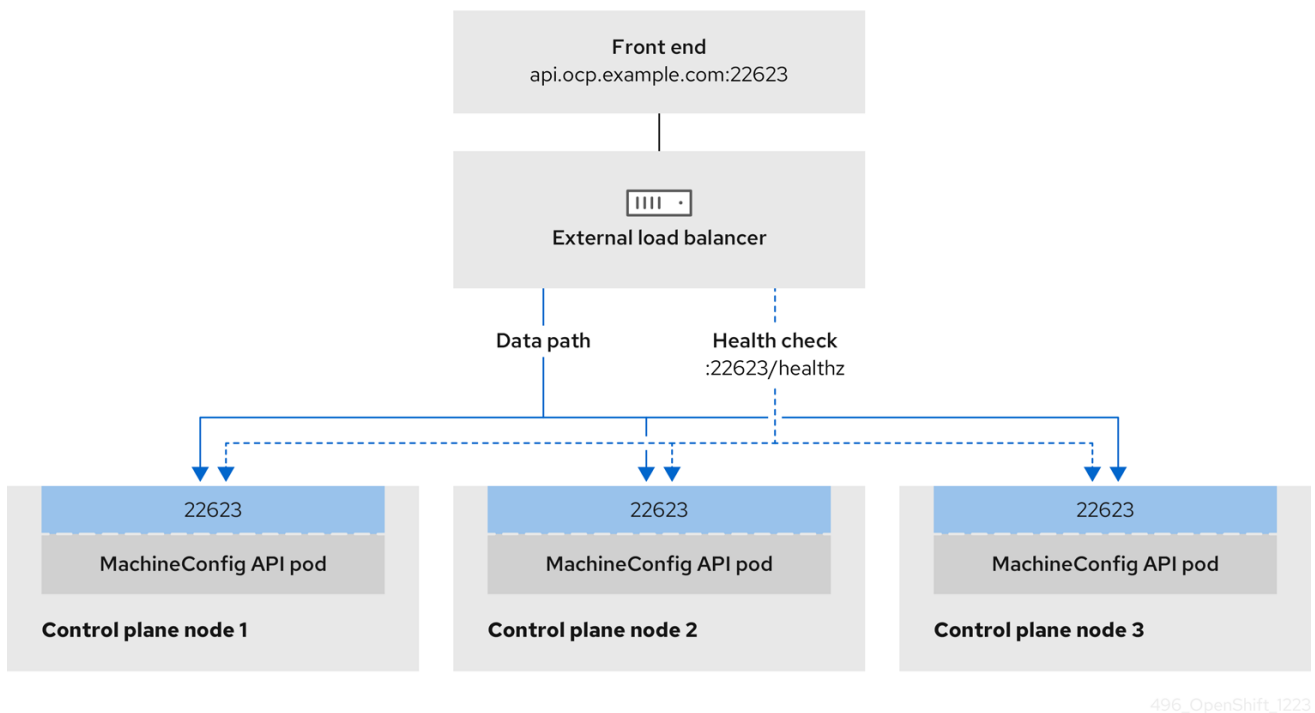 Front end
api.ocp.example.com:22623
External load balancer
Data path
Health check
:22623/healthz
22623
22623
22623
MachineConfig API pod
MachineConfig API pod
MachineConfig API pod
Control plane node 1
Control plane node 2
Control plane node 3
496_OpenShift_1223